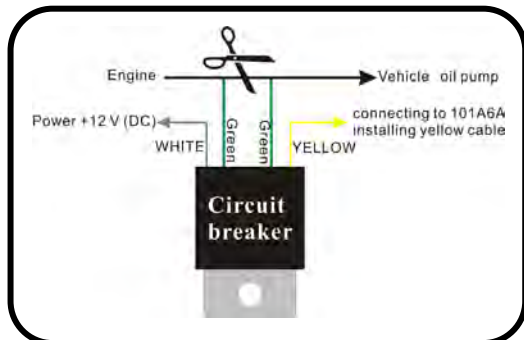 Engine
Vehicle oil pump
Power +12 V (DC)
connecting to 101A6A
installing yellow cable
WHITE
Green
Green
YELLOW
Circuit
breaker